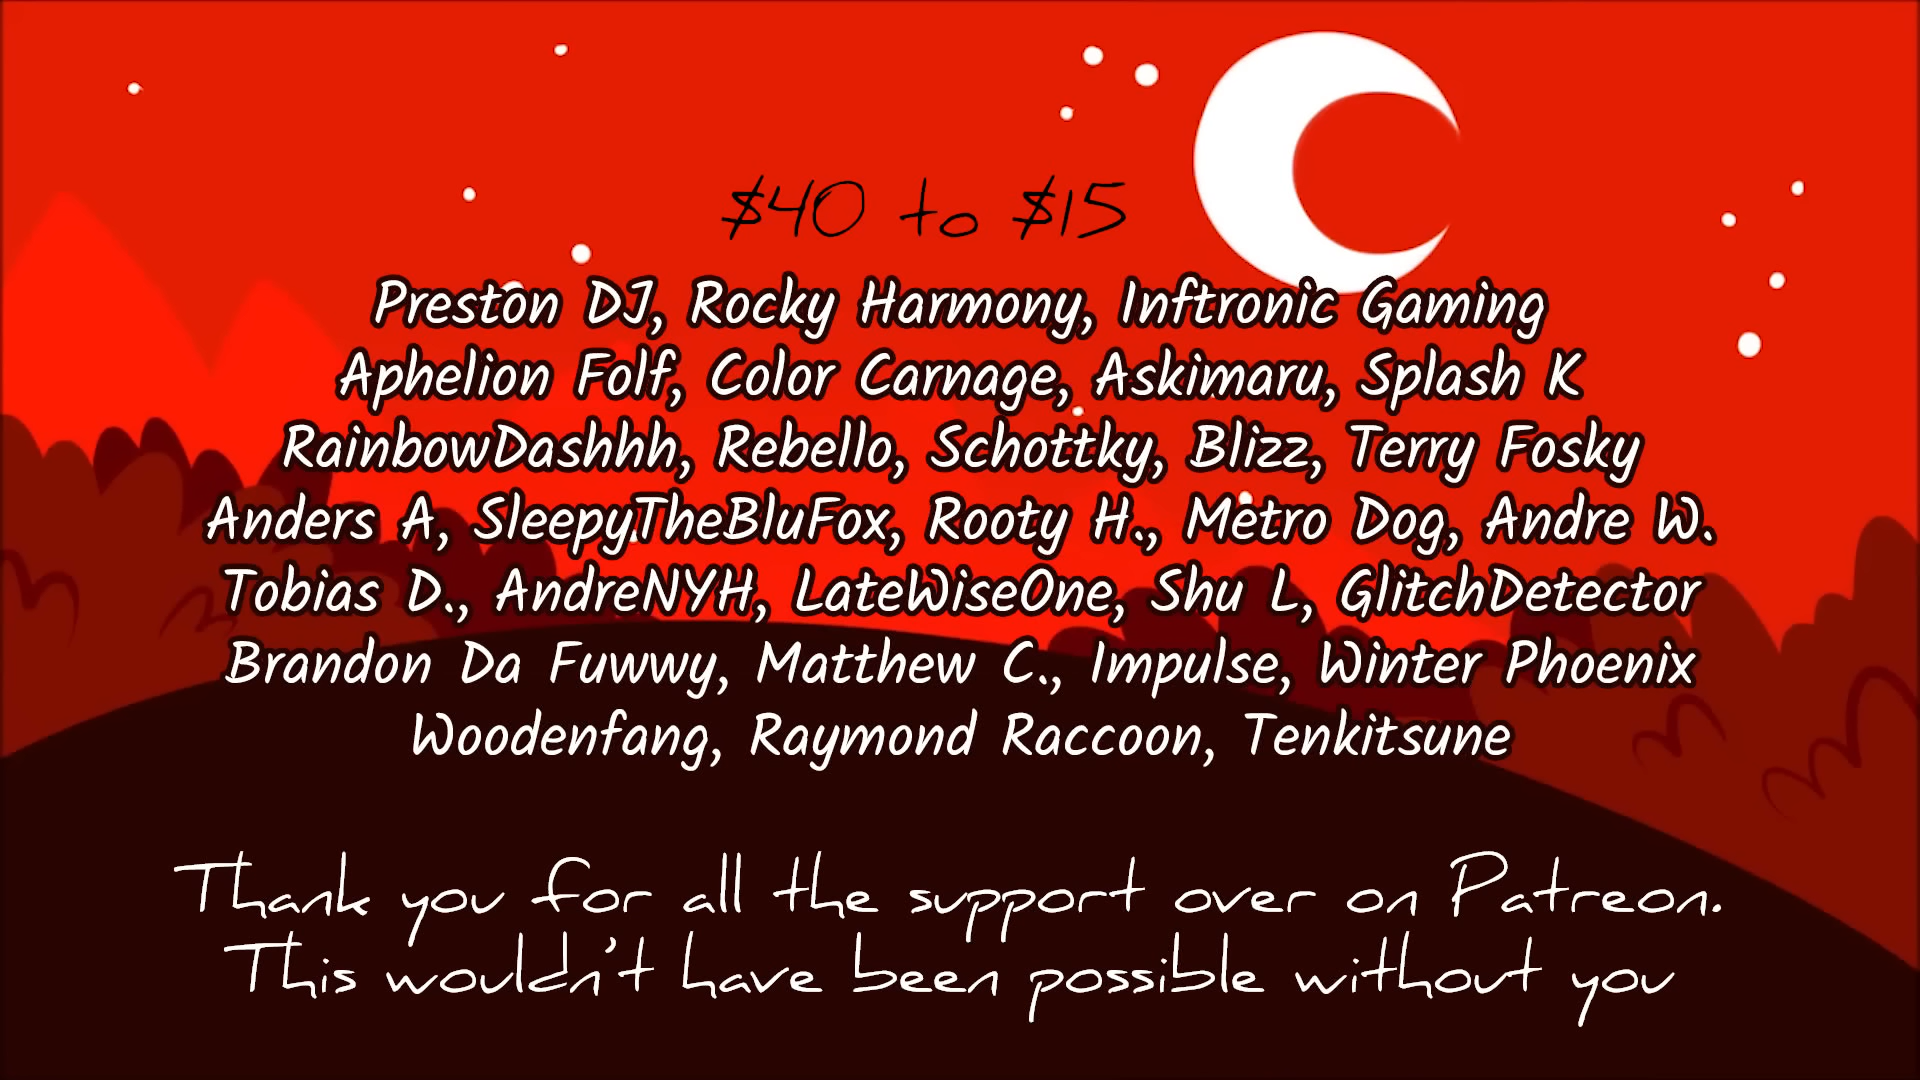 $40 to $15
Preston DJ, Rocky Harmony, Inftronic Gaming
Aphelion Folf, Color Carnage, Askimaru, Splash K
RainbowDashhh, Rebello, Schottky, Blizz, Terry Fosky
Anders A, SleepyTheBluFox, Rooty H., Metro Dog, Andre W.
Tobias D., AndreNYH, LateWiseOne, Shu L, GlitchDetector
Brandon Da Fuwwy, Matthew C., Impulse, Winter Phoenix
Woodenfang, Raymond Raccoon, Tenkitsune
Thank you for all the support over on Patreon.
This wouldn't have been possible without you